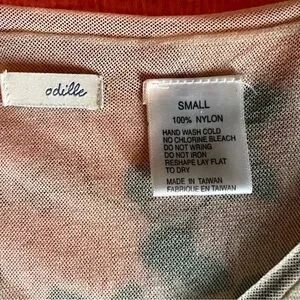 odille
SMALL
100% NYLON
HAND WASH COLD
NO CHLORINE BLEACH
DO NOT WRING
DO NOT IRON
RESHAPE LAY FLAT
TO DRY
MADE IN TAIWAN
FABRIQUE EN TAIWAN